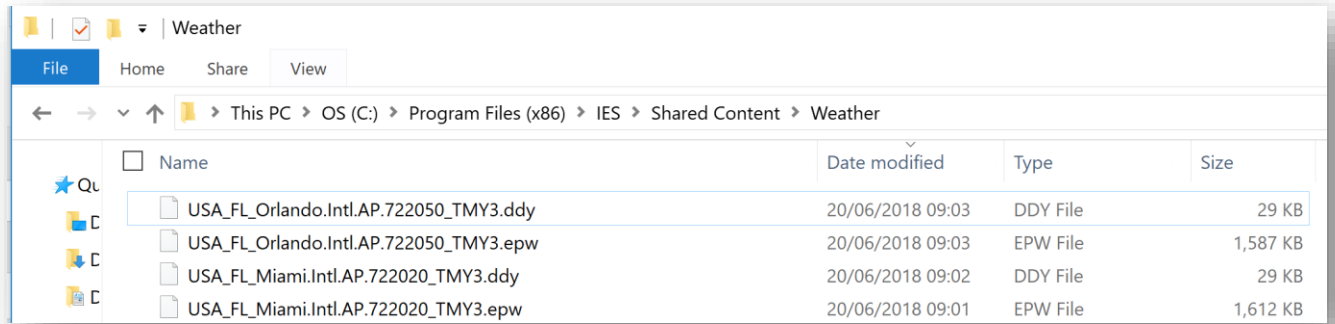 Weather
File Home Share View
This PC > OS (C:) > Program Files (x86) > IES > Shared Content > Weather
Name Date modified Type Size
Qu
USA_FL_Orlando.Intl.AP.722050_TMY3.ddy 20/06/2018 09:03 DDY File 29 KB
D
USA_FL_Orlando.Intl.AP.722050_TMY3.epw 20/06/2018 09:03 EPW File 1,587 KB
D
USA_FL_Miami.Intl.AP.722020_TMY3.ddy 20/06/2018 09:02 DDY File 29 KB
D
USA_FL_Miami.Intl.AP.722020_TMY3.epw 20/06/2018 09:01 EPW File 1,612 KB